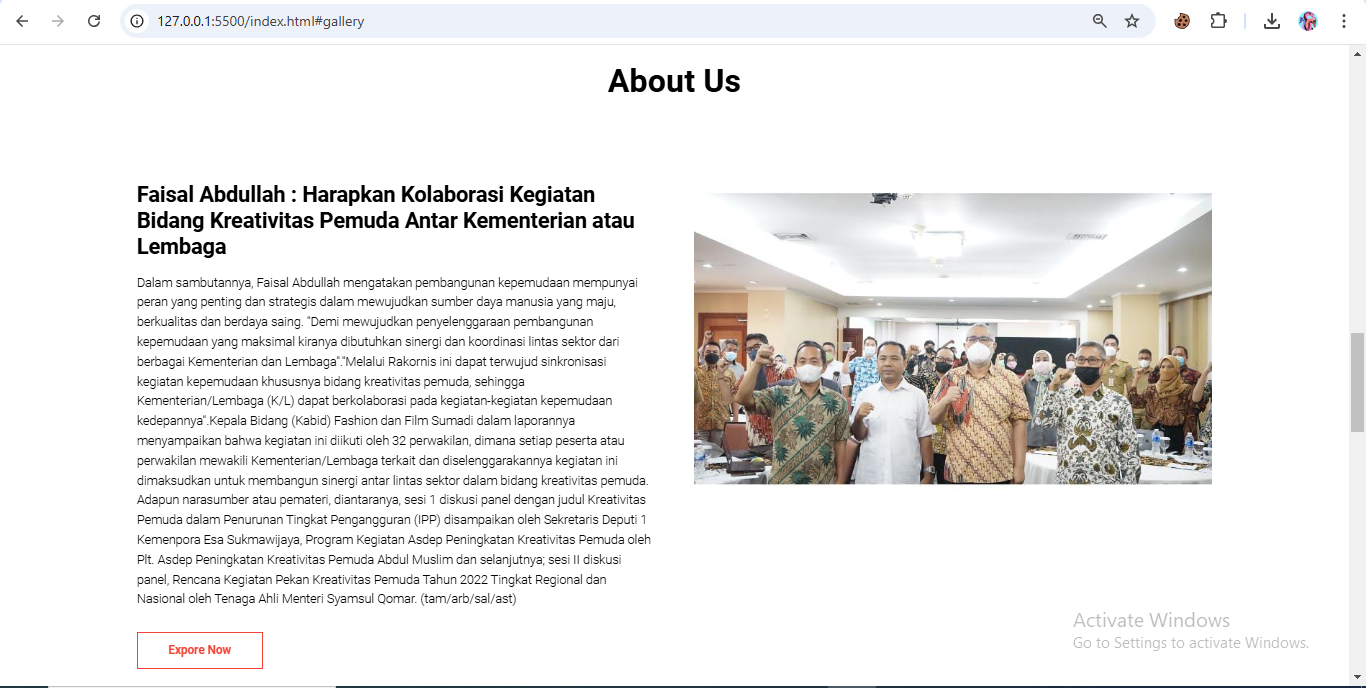 127.0.0.1:5500/index.html#gallery
About Us
Faisal Abdullah : Harapkan Kolaborasi Kegiatan
Bidang Kreativitas Pemuda Antar Kementerian atau
Lembaga
Dalam sambutannya, Faisal Abdullah mengatakan pembangunan kepemudaan mempunyai
peran yang penting dan strategis dalam mewujudkan sumber daya manusia yang maju,
berkualitas dan berdaya saing. "Demi mewujudkan penyelenggaraan pembangunan
kepemudaan yang maksimal kiranya dibutuhkan sinergi dan koordinasi lintas sektor dari
berbagai Kementerian dan Lembaga"."Melalui Rakornis ini dapat terwujud sinkronisasi
kegiatan kepemudaan khususnya bidang kreativitas pemuda, sehingga
Kementerian/Lembaga (K/L) dapat berkolaborasi pada kegiatan-kegiatan kepemudaan
kedepannya".Kepala Bidang (Kabid) Fashion dan Film Sumadi dalam laporannya
menyampaikan bahwa kegiatan ini diikuti oleh 32 perwakilan, dimana setiap peserta atau
perwakilan mewakili Kementerian/Lembaga terkait dan diselenggarakannya kegiatan ini
dimaksudkan untuk membangun sinergi antar lintas sektor dalam bidang kreativitas pemuda.
Adapun narasumber atau pemateri, diantaranya, sesi 1 diskusi panel dengan judul Kreativitas
Pemuda dalam Penurunan Tingkat Pengangguran (IPP) disampaikan oleh Sekretaris Deputi 1
Kemenpora Esa Sukmawijaya, Program Kegiatan Asdep Peningkatan Kreativitas Pemuda oleh
Plt. Asdep Peningkatan Kreativitas Pemuda Abdul Muslim dan selanjutnya; sesi II diskusi
panel, Rencana Kegiatan Pekan Kreativitas Pemuda Tahun 2022 Tingkat Regional dan
Nasional oleh Tenaga Ahli Menteri Syamsul Qomar. (tam/arb/sal/ast)
Expore Now
Activate Windows
Go to Settings to activate Windows.